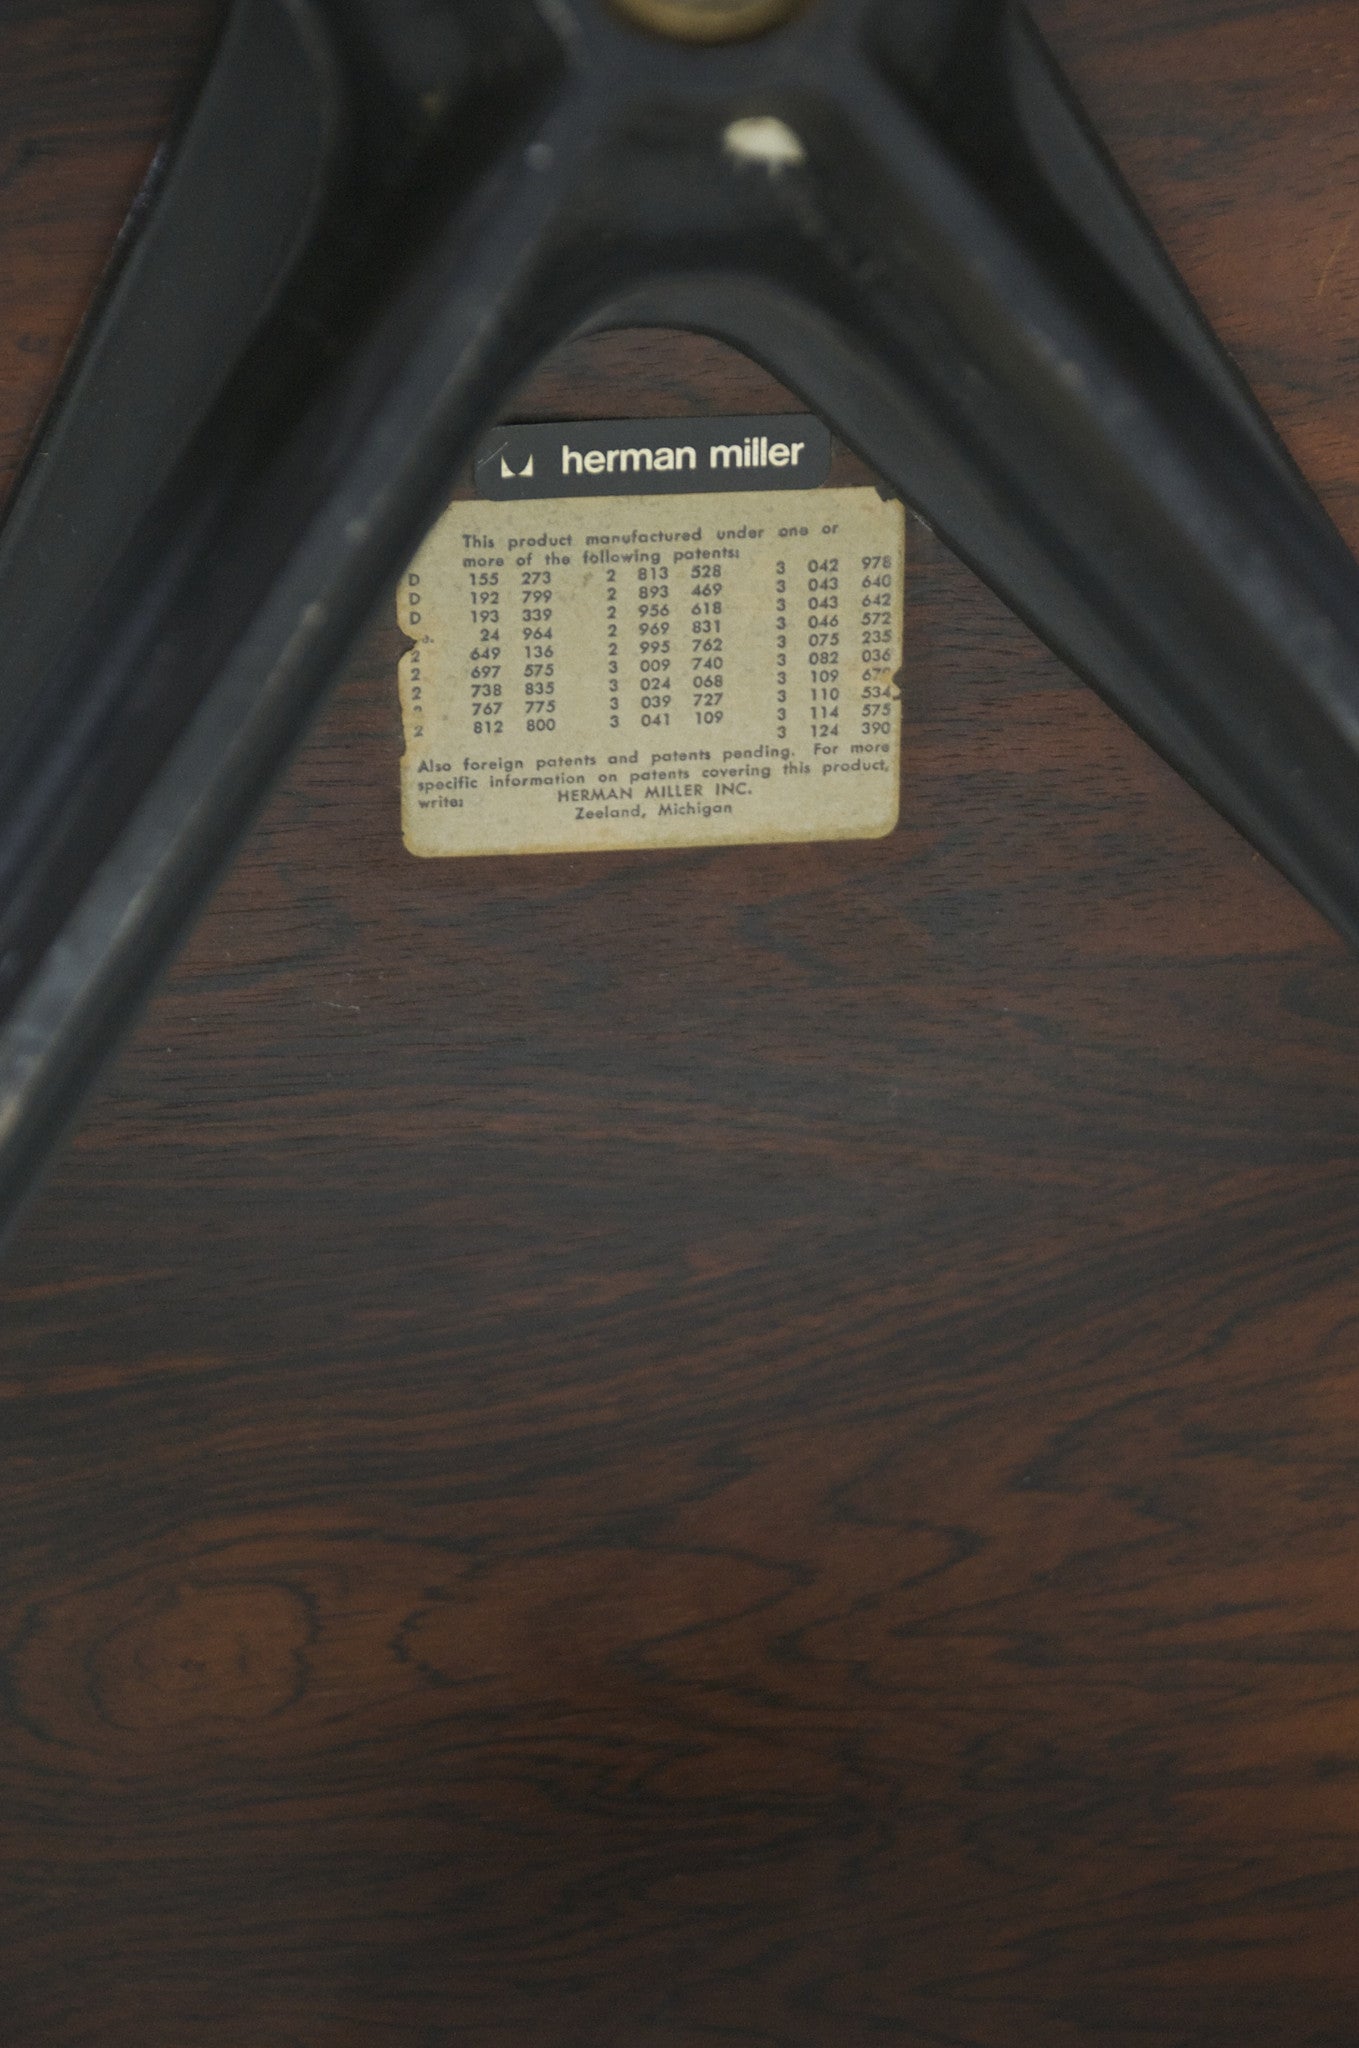 herman miller
This product manufactured under one or
more of the following patents:
D 155 273 2 813 528 3 042 978
D 192 799 2 893 469 3 043 640
D 193 339 2 956 618 3 043 642
24 964 2 969 831 3 046 572
2 649 136 2 995 762 3 075 235
2 697 575 3 009 740 3 082 036
2 738 835 3 024 068 3 109
767 775 3 039 727 3 110 534
2 812 800 3 041 109 3 114 575
3 124 390
Also foreign patents and patents pending. For more
specific information on patents covering this product,
write: HERMAN MILLER INC.
Zeeland, Michigan